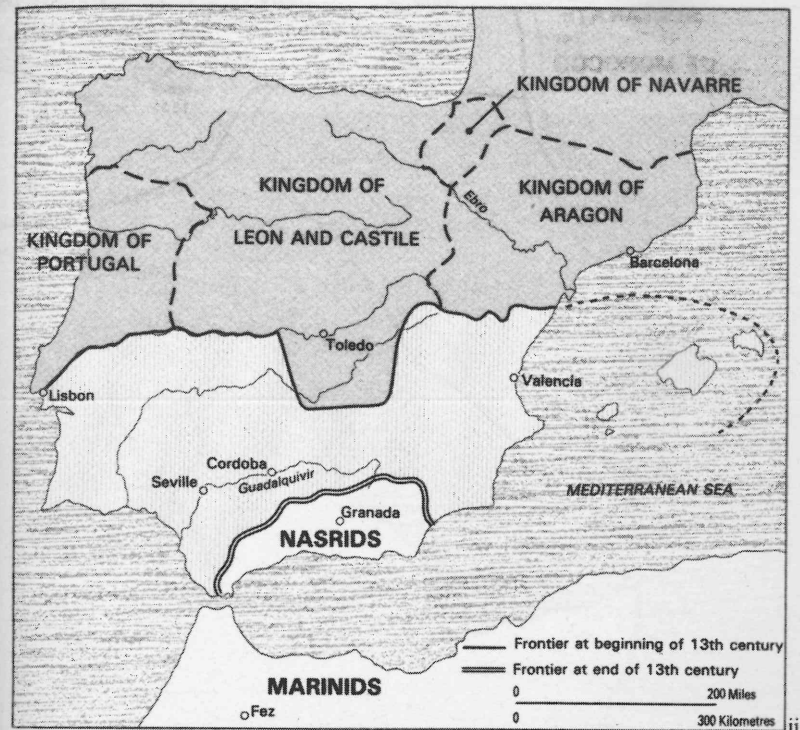 KINGDOM OF NAVARRE
KINGDOM OF
LEON AND CASTILE
KINGDOM OF
ARAGON
Ebro
KINGDOM OF
PORTUGAL
Barcelona
Toledo
Lisbon
Valencia
Cordoba
Seville
Guadalquivir
MEDITERRANEAN SEA
Granada
NASRIDS
MARINIDS
Fez
Frontier at beginning of 13th century
Frontier at end of 13th century
0 200 Miles
0 300 Kilometres